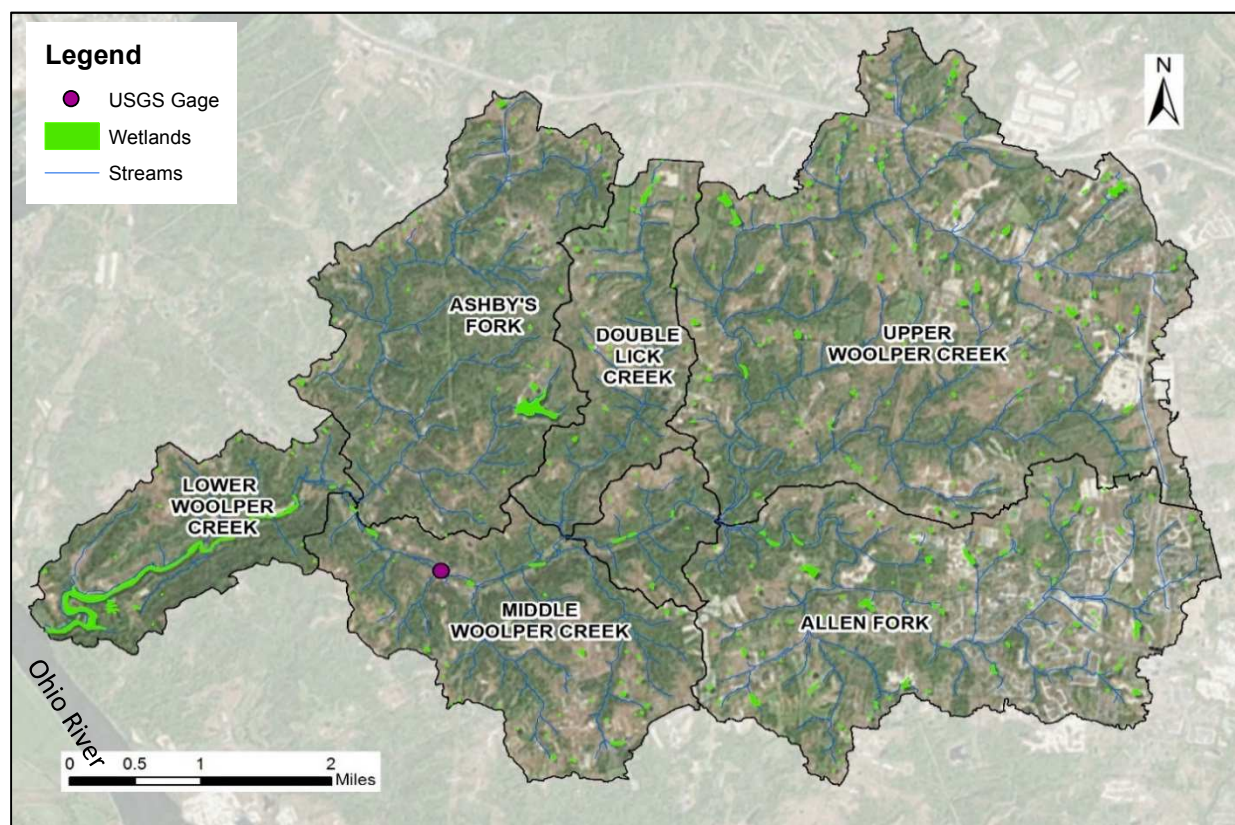 Legend
USGS Gage
Wetlands
Streams
N
ASHBY'S
FORK
DOUBLE
LICK
CREEK
UPPER
WOOLPER CREEK
LOWER
WOOLPER
CREEK
MIDDLE
WOOLPER CREEK
ALLEN FORK
Ohio River
0 0.5 1 2
Miles